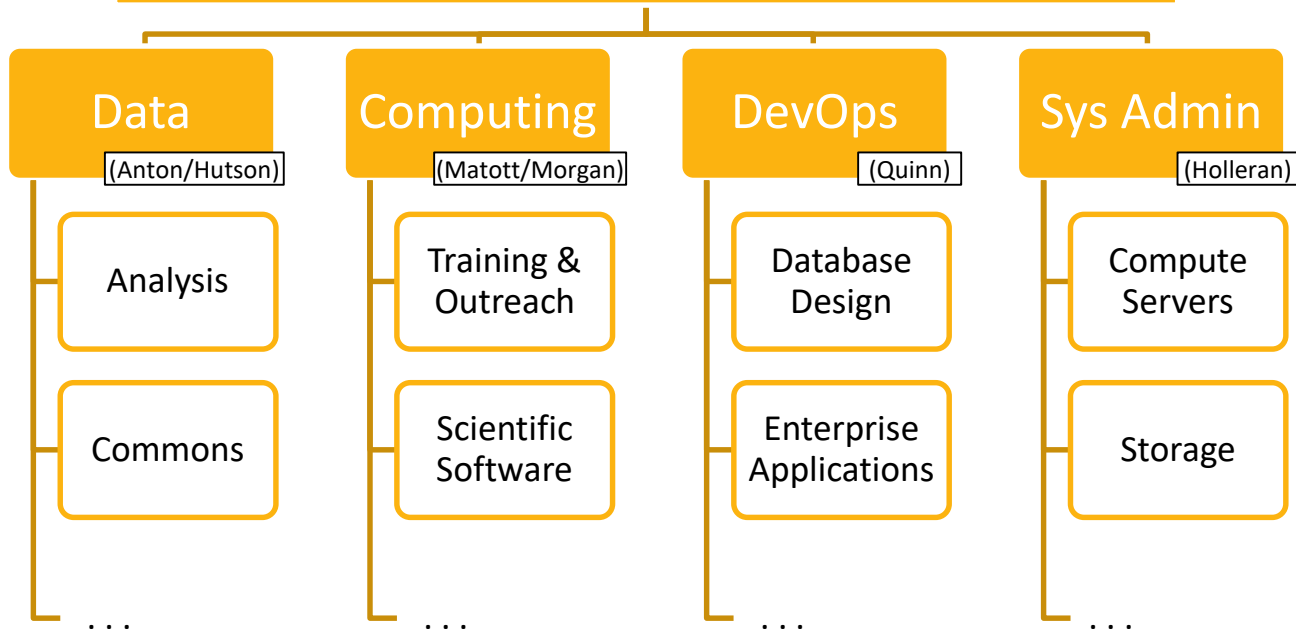 Data
(Anton/Hutson)
Analysis
Commons
...
Computing
(Matott/Morgan)
Training &
Outreach
Scientific
Software
...
DevOps
(Quinn)
Database
Design
Enterprise
Applications
...
Sys Admin
(Holleran)
Compute
Servers
Storage
...